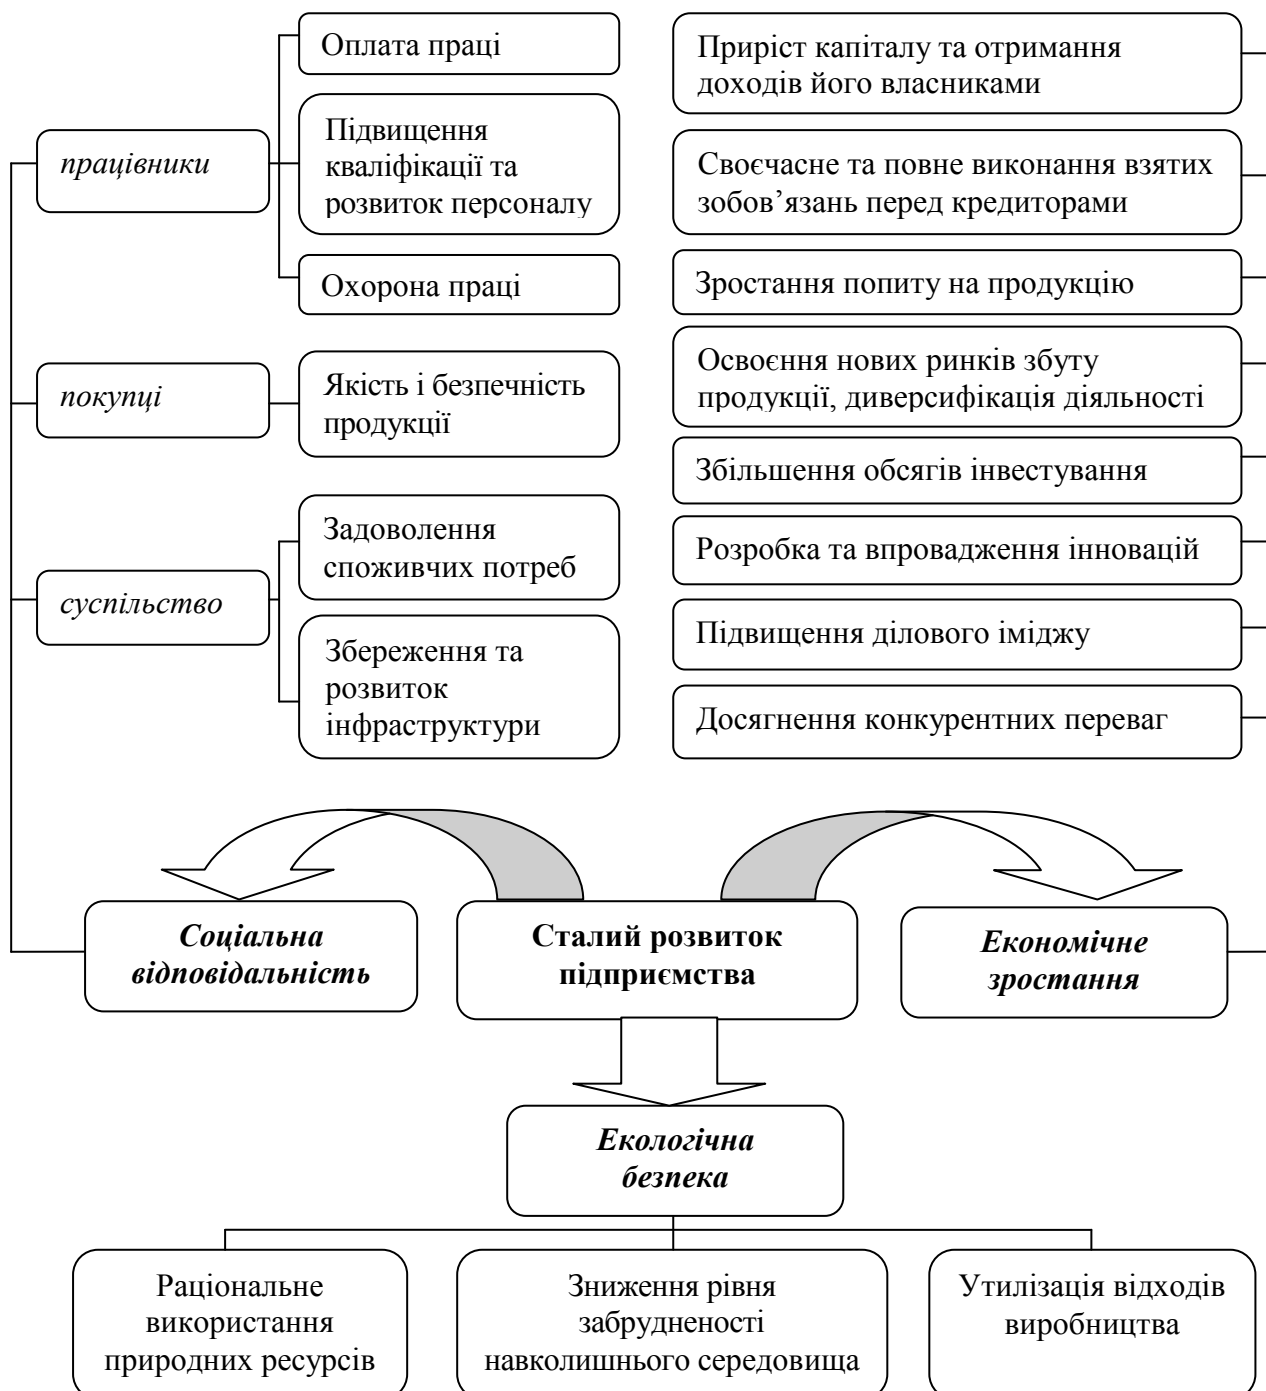 Оплата праці
Підвищення
кваліфікації та
розвиток персоналу
Охорона праці
працівники
покупці
Якість і безпечність
продукції
суспільство
Задоволення
споживчих потреб
Збереження та
розвиток
інфраструктури
Приріст капіталу та отримання
доходів його власниками
Своєчасне та повне виконання взятих
зобов’язань перед кредиторами
Зростання попиту на продукцію
Освоєння нових ринків збуту
продукції, диверсифікація діяльності
Збільшення обсягів інвестування
Розробка та впровадження інновацій
Підвищення ділового іміджу
Досягнення конкурентних переваг
Соціальна
відповідальність
Сталий розвиток
підприємства
Економічне
зростання
Екологічна
безпека
Раціональне
використання
природних ресурсів
Зниження рівня
забрудненості
навколишнього середовища
Утилізація відходів
виробництва